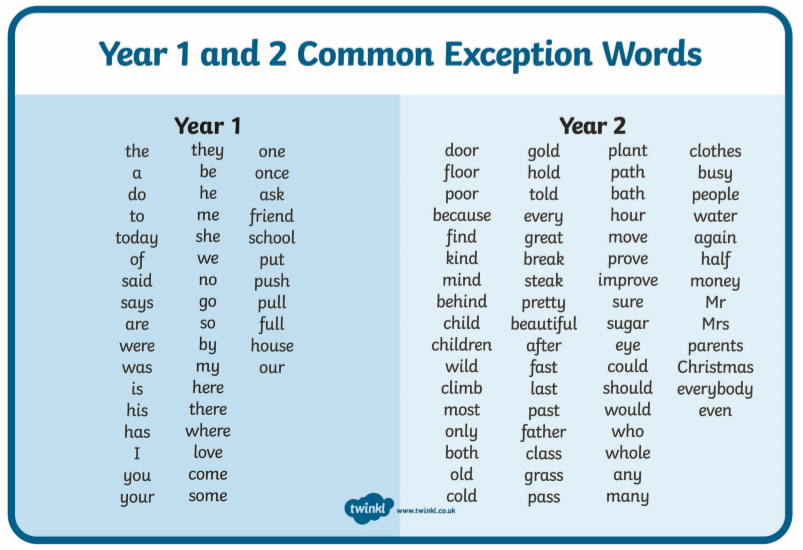 Year 1 and 2 Common Exception Words
Year 1
the they one
a be once
do he ask
to me friend
today she school
of we put
said no push
says go pull
are so full
were by house
was my our
is here
his there
has where
I love
you come
your some
Year 2
door gold plant clothes
floor hold path busy
poor told bath people
because every hour water
find great move again
kind break prove half
mind steak improve money
behind pretty sure Mr
child beautiful sugar Mrs
children after eye parents
wild fast could Christmas
climb last should everybody
most past would even
only father who
both class whole
old grass any
cold pass many
twinkl www.twinkl.co.uk